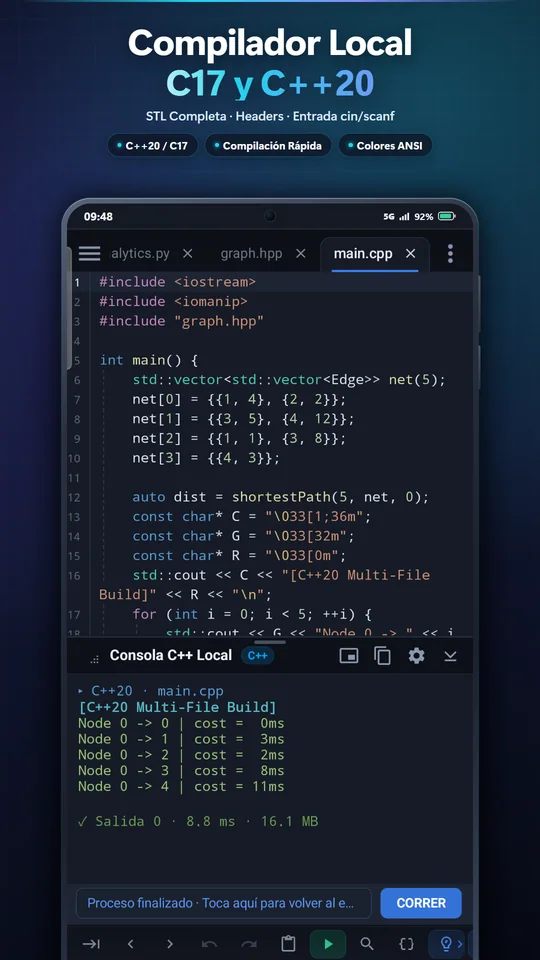 Compilador Local
C17 y C++20
STL Completa · Headers · Entrada cin/scanf
C++20 / C17
Compilación Rápida
Colores ANSI
09:48
5G
92%
alytics.py
graph.hpp
main.cpp
1 #include <iostream>
2 #include <iomanip>
3 #include "graph.hpp"
4
5 int main() {
6 std::vector<std::vector<Edge>> net(5);
7 net[0] = {{1, 4}, {2, 2}};
8 net[1] = {{3, 5}, {4, 12}};
9 net[2] = {{1, 1}, {3, 8}};
10 net[3] = {{4, 3}};
11
12 auto dist = shortestPath(5, net, 0);
13 const char* C = "\033[1;36m";
14 const char* G = "\033[32m";
15 const char* R = "\033[0m";
16 std::cout << C << "[C++20 Multi-File
Build]" << R << "\n";
17 for (int i = 0; i < 5; ++i) {
18 std::cout << G << "Node 0 -> " << i
Consola C++ Local
C++
▸ C++20 · main.cpp
[C++20 Multi-File Build]
Node 0 -> 0 | cost =  0ms
Node 0 -> 1 | cost =  3ms
Node 0 -> 2 | cost =  2ms
Node 0 -> 3 | cost =  8ms
Node 0 -> 4 | cost = 11ms
✓ Salida 0 · 8.8 ms · 16.1 MB
Proceso finalizado · Toca aquí para volver al e…
CORRER